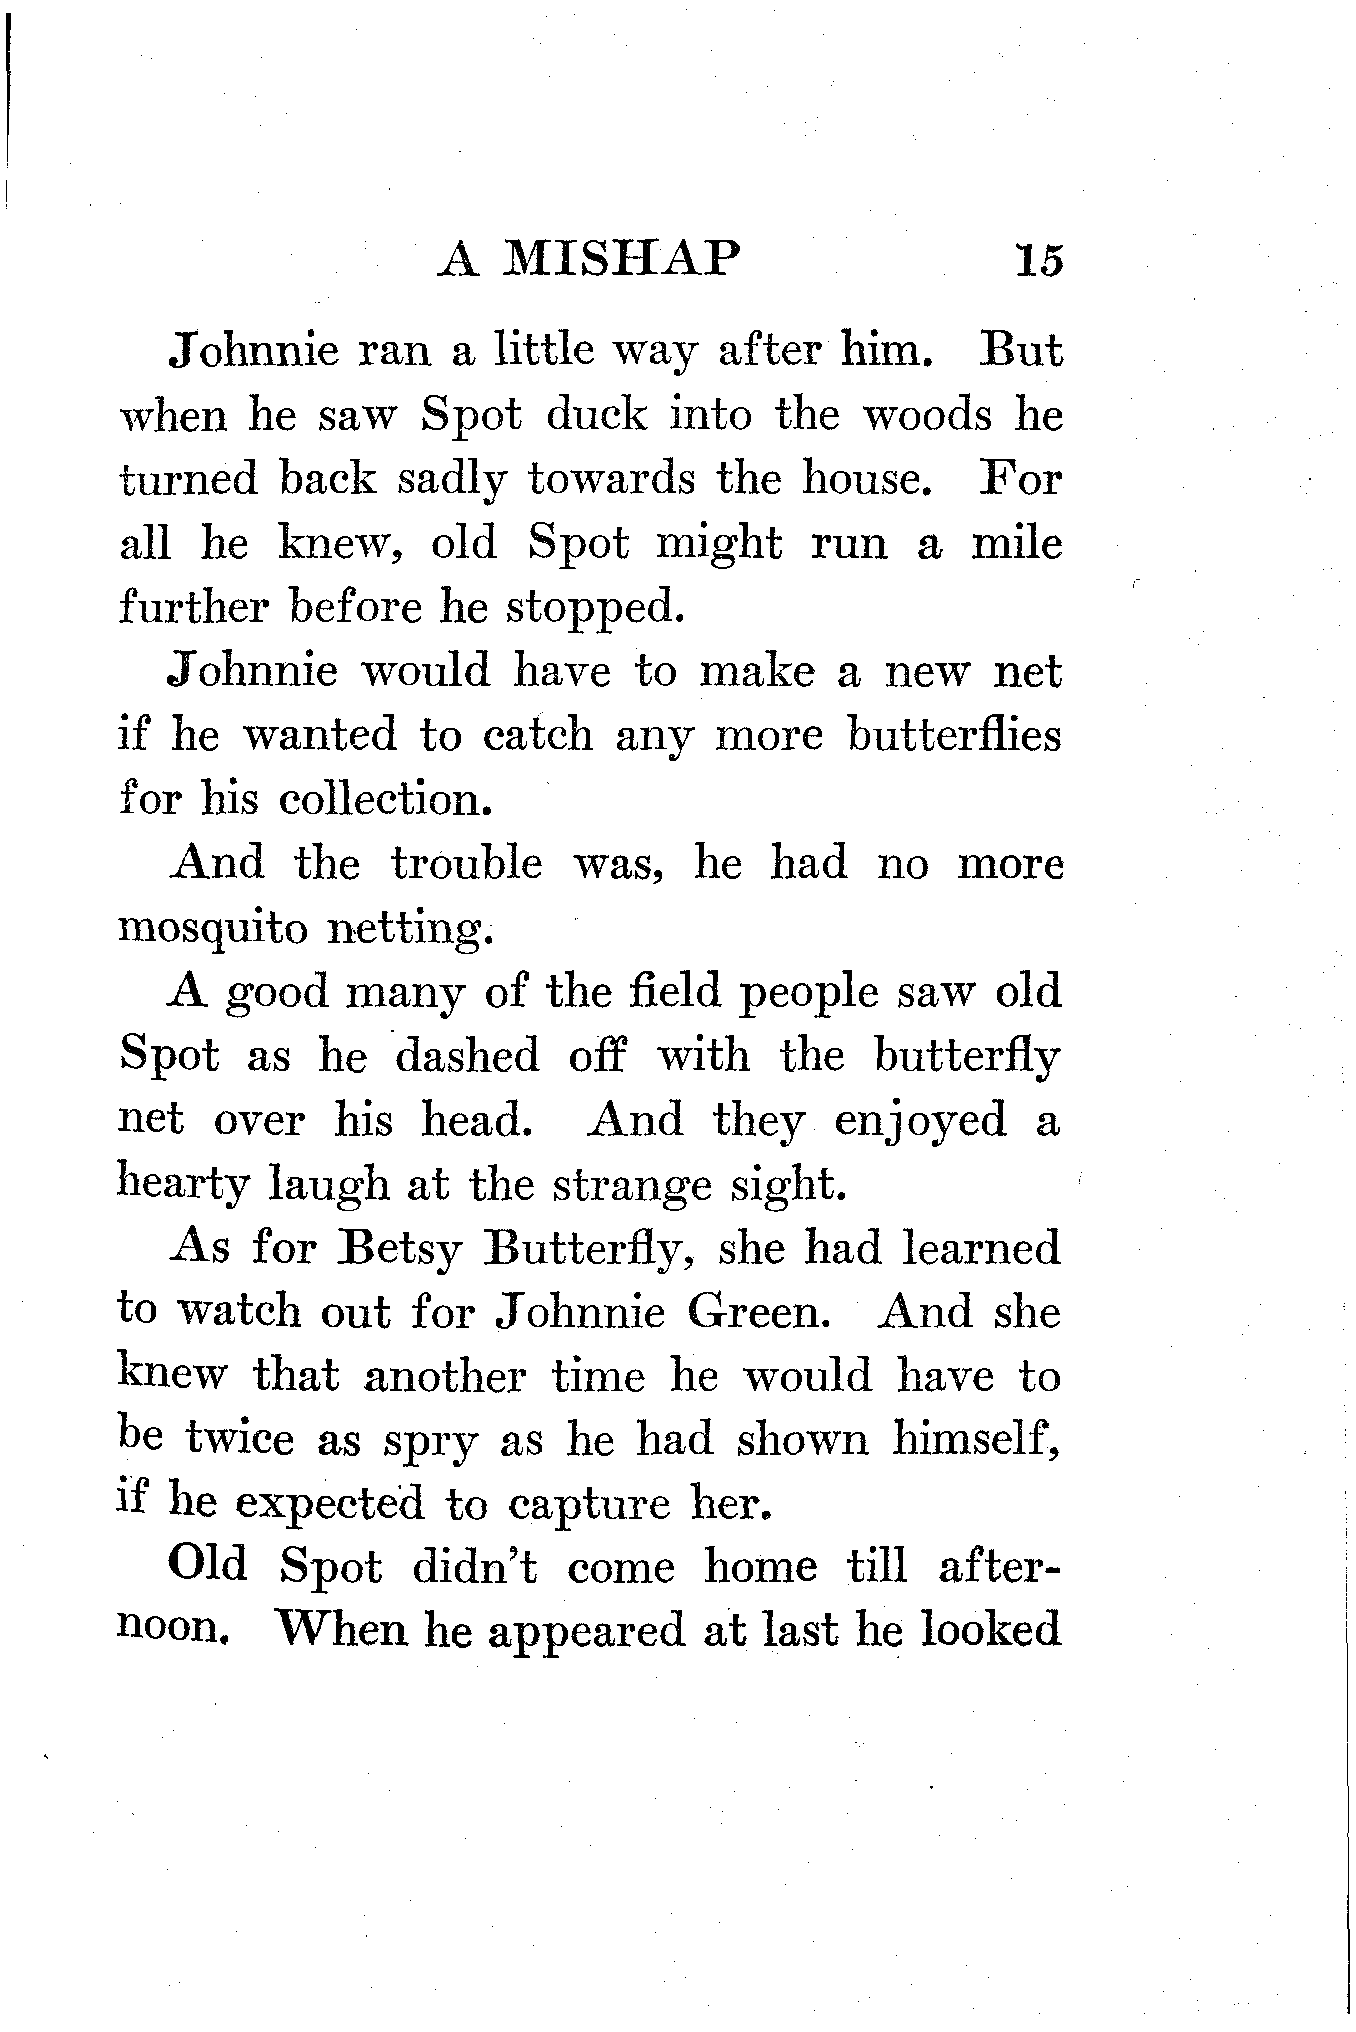 A MISHAP 15
Johnnie ran a little way after him. But
when he saw Spot duck into the woods he
turned back sadly towards the house. For
all he knew, old Spot might run a mile
further before he stopped.
Johnnie would have to make a new net
if he wanted to catch any more butterflies
for his collection.
And the trouble was, he had no more
mosquito netting.
A good many of the field people saw old
Spot as he dashed off with the butterfly
net over his head. And they enjoyed a
hearty laugh at the strange sight.
As for Betsy Butterfly, she had learned
to watch out for Johnnie Green. And she
knew that another time he would have to
be twice as spry as he had shown himself,
if he expected to capture her.
Old Spot didn't come home till after-
noon. When he appeared at last he looked